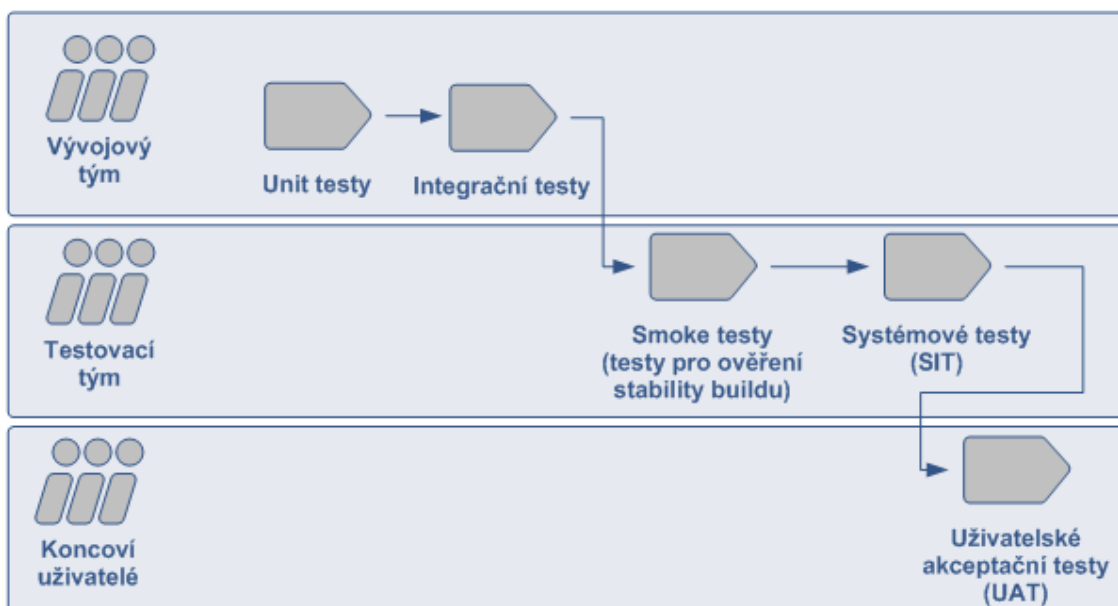 Vývojový
tým
Unit testy
Integrační testy
Testovací
tým
Smoke testy
(testy pro ověření
stability buildu)
Systémové testy
(SIT)
Koncoví
uživatelé
Uživatelské
akceptační testy
(UAT)